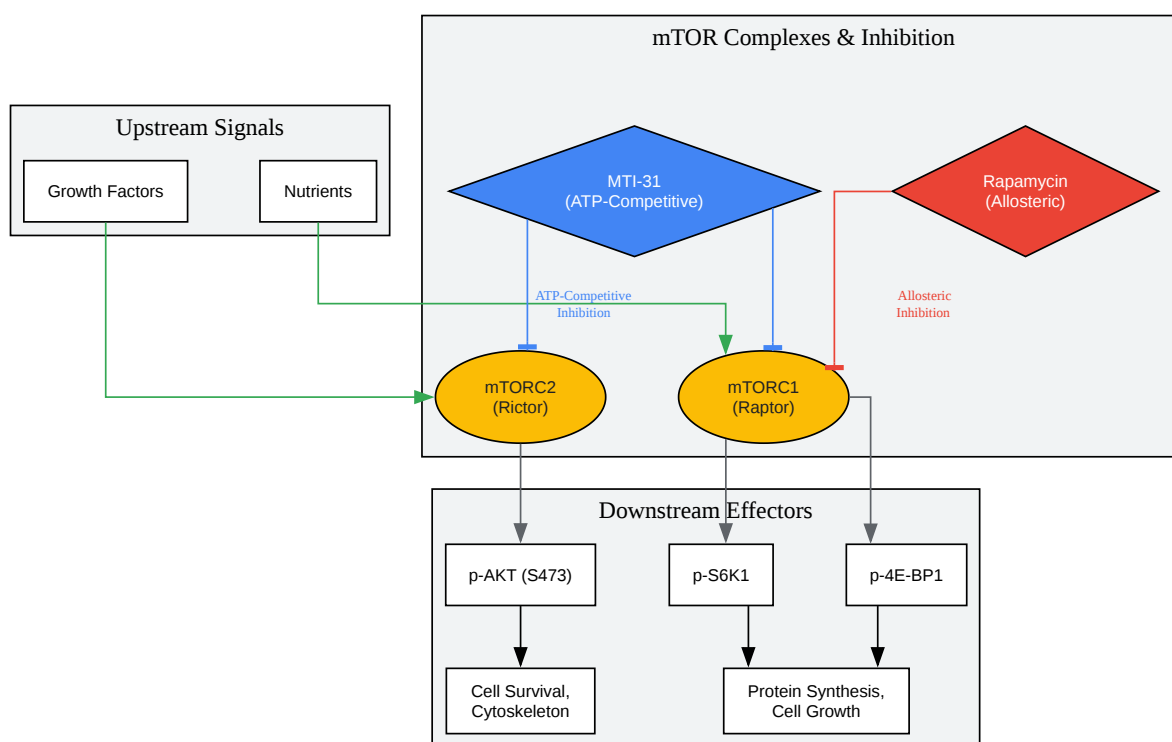 mTOR Complexes & Inhibition
Upstream Signals
Growth Factors
Nutrients
MTI-31
(ATP-Competitive)
Rapamycin
(Allosteric)
ATP-Competitive
Inhibition
Allosteric
Inhibition
mTORC2
(Rictor)
mTORC1
(Raptor)
Downstream Effectors
p-AKT (S473)
p-S6K1
p-4E-BP1
Cell Survival,
Cytoskeleton
Protein Synthesis,
Cell Growth